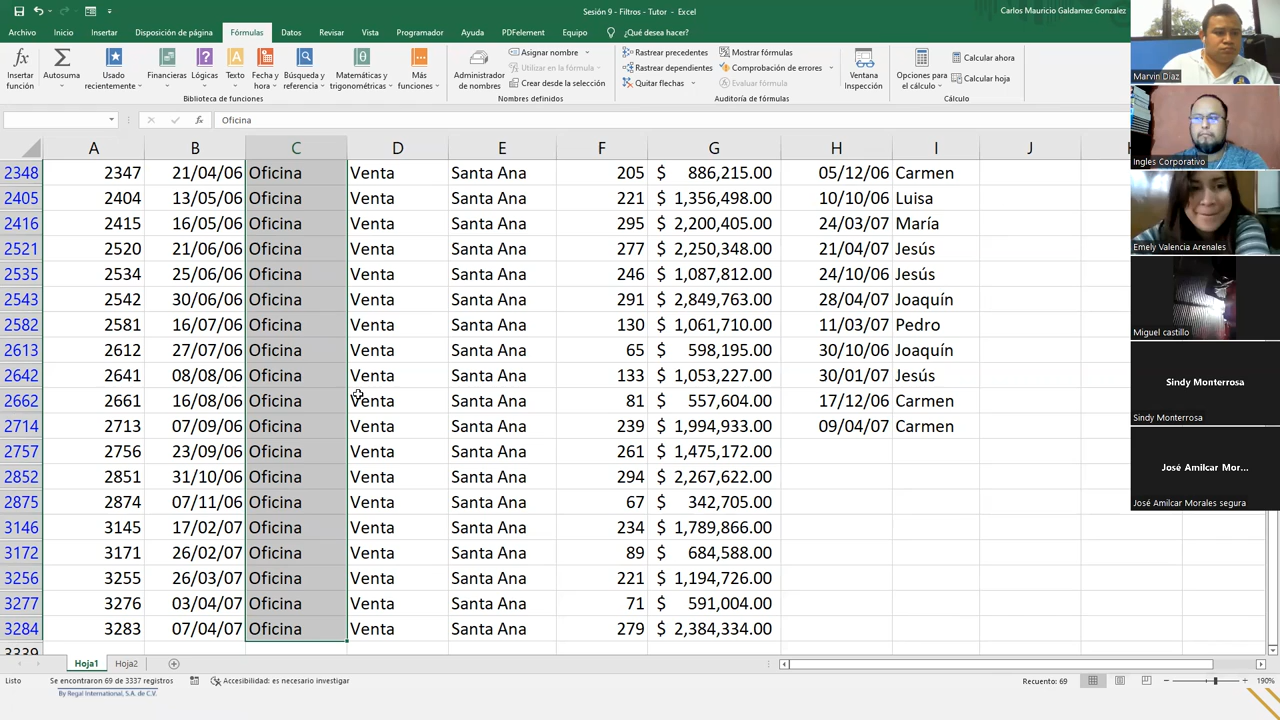 Sesión 9 - Filtros - Tutor - Excel
Carlos Mauricio Galdamez Gonzalez
Archivo Inicio Insertar Disposición de página Fórmulas Datos Revisar Vista Programador Ayuda PDFelement Equipo ¿Qué desea hacer?
Insertar función
Autosuma
Usado recientemente
Financieras
Lógicas
Texto
Fecha y hora
Búsqueda y referencia
Matemáticas y trigonométricas
Más funciones
Biblioteca de funciones
Administrador de nombres
Asignar nombre
Utilizar en la fórmula
Crear desde la selección
Nombres definidos
Rastrear precedentes
Rastrear dependientes
Quitar flechas
Mostrar fórmulas
Comprobación de errores
Evaluar fórmula
Auditoría de fórmulas
Ventana Inspección
Opciones para el cálculo
Calcular ahora
Calcular hoja
Cálculo
fx Oficina
A B C D E F G H I J
2348 2347 21/04/06 Oficina Venta Santa Ana 205 $ 886,215.00 05/12/06 Carmen
2405 2404 13/05/06 Oficina Venta Santa Ana 221 $ 1,356,498.00 10/10/06 Luisa
2416 2415 16/05/06 Oficina Venta Santa Ana 295 $ 2,200,405.00 24/03/07 María
2521 2520 21/06/06 Oficina Venta Santa Ana 277 $ 2,250,348.00 21/04/07 Jesús
2535 2534 25/06/06 Oficina Venta Santa Ana 246 $ 1,087,812.00 24/10/06 Jesús
2543 2542 30/06/06 Oficina Venta Santa Ana 291 $ 2,849,763.00 28/04/07 Joaquín
2582 2581 16/07/06 Oficina Venta Santa Ana 130 $ 1,061,710.00 11/03/07 Pedro
2613 2612 27/07/06 Oficina Venta Santa Ana 65 $ 598,195.00 30/10/06 Joaquín
2642 2641 08/08/06 Oficina Venta Santa Ana 133 $ 1,053,227.00 30/01/07 Jesús
2662 2661 16/08/06 Oficina Venta Santa Ana 81 $ 557,604.00 17/12/06 Carmen
2714 2713 07/09/06 Oficina Venta Santa Ana 239 $ 1,994,933.00 09/04/07 Carmen
2757 2756 23/09/06 Oficina Venta Santa Ana 261 $ 1,475,172.00
2852 2851 31/10/06 Oficina Venta Santa Ana 294 $ 2,267,622.00
2875 2874 07/11/06 Oficina Venta Santa Ana 67 $ 342,705.00
3146 3145 17/02/07 Oficina Venta Santa Ana 234 $ 1,789,866.00
3172 3171 26/02/07 Oficina Venta Santa Ana 89 $ 684,588.00
3256 3255 26/03/07 Oficina Venta Santa Ana 221 $ 1,194,726.00
3277 3276 03/04/07 Oficina Venta Santa Ana 71 $ 591,004.00
3284 3283 07/04/07 Oficina Venta Santa Ana 279 $ 2,384,334.00
3339
Hoja1 Hoja2
Listo Se encontraron 69 de 3337 registros Accesibilidad: es necesario investigar Recuento: 69 190%
By Regal International, S.A. de C.V.
Marvin Diaz
Ingles Corporativo
Emely Valencia Arenales
Miguel castillo
Sindy Monterrosa
Sindy Monterrosa
José Amilcar Mor...
José Amilcar Morales segura